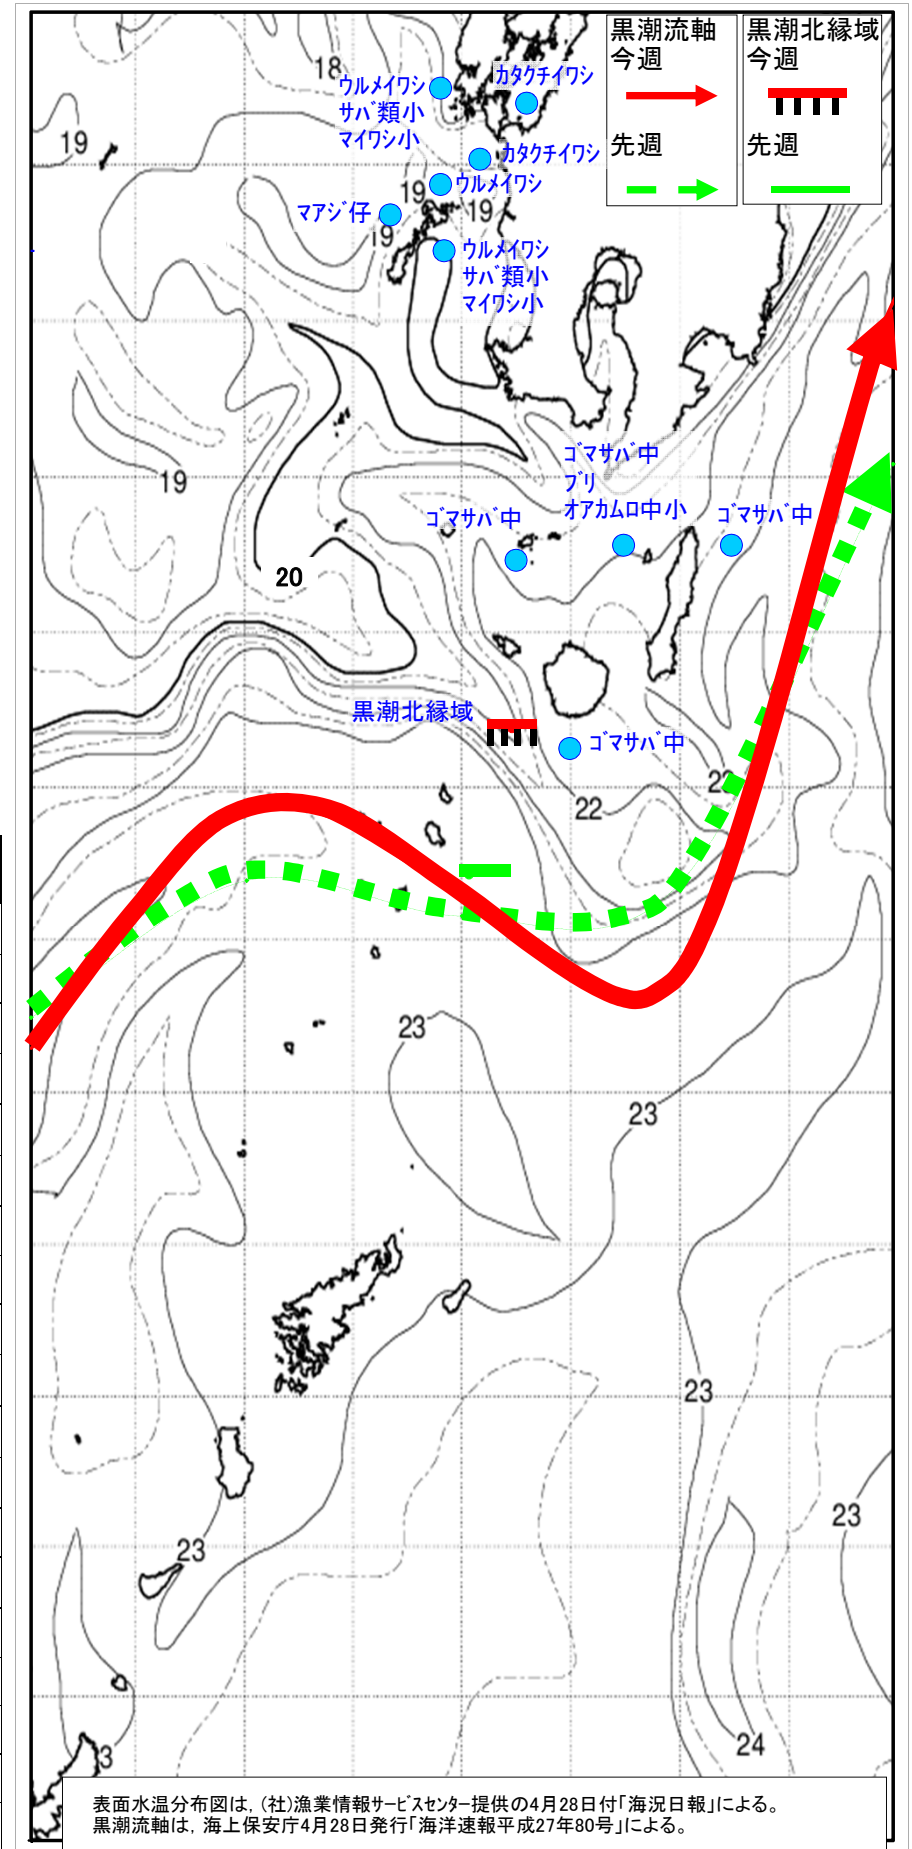 黒潮流軸
今週
先週
黒潮北縁域
今週
先週
18
ウルメイワシ
サバ類小
マイワシ小
カタクチイワシ
19
カタクチイワシ
19
ウルメイワシ
19
マアジ仔
19
ウルメイワシ
サバ類小
マイワシ小
19
ゴマサバ中
ブリ
オアカムロ中小
ゴマサバ中
ゴマサバ中
20
黒潮北縁域
ゴマサバ中
22
22
23
23
23
23
23
24
3
表面水温分布図は，(社)漁業情報サービスセンター提供の4月28日付「海況日報」による。
黒潮流軸は，海上保安庁4月28日発行「海洋速報平成27年80号」による。